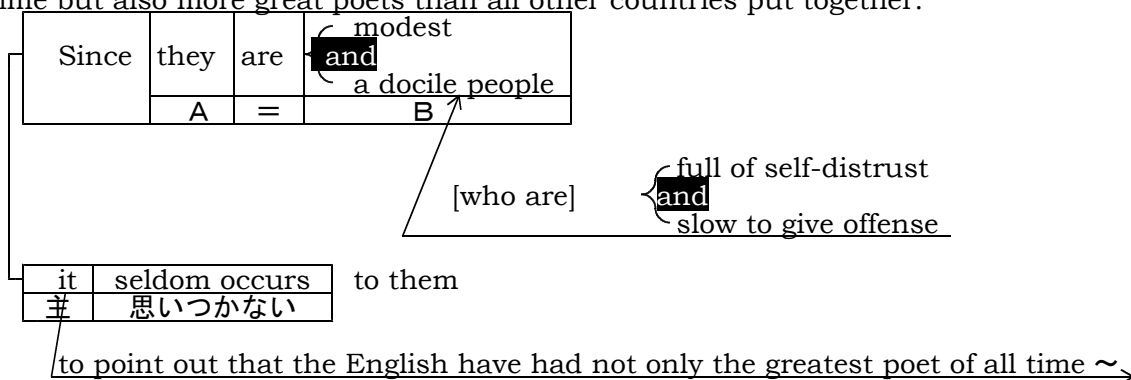 time but also more great poets than all other countries put together.
modest
Since they are and
a docile people
A = B
full of self-distrust
[who are] and
slow to give offense
it seldom occurs to them
主 思いつかない
to point out that the English have had not only the greatest poet of all time ~